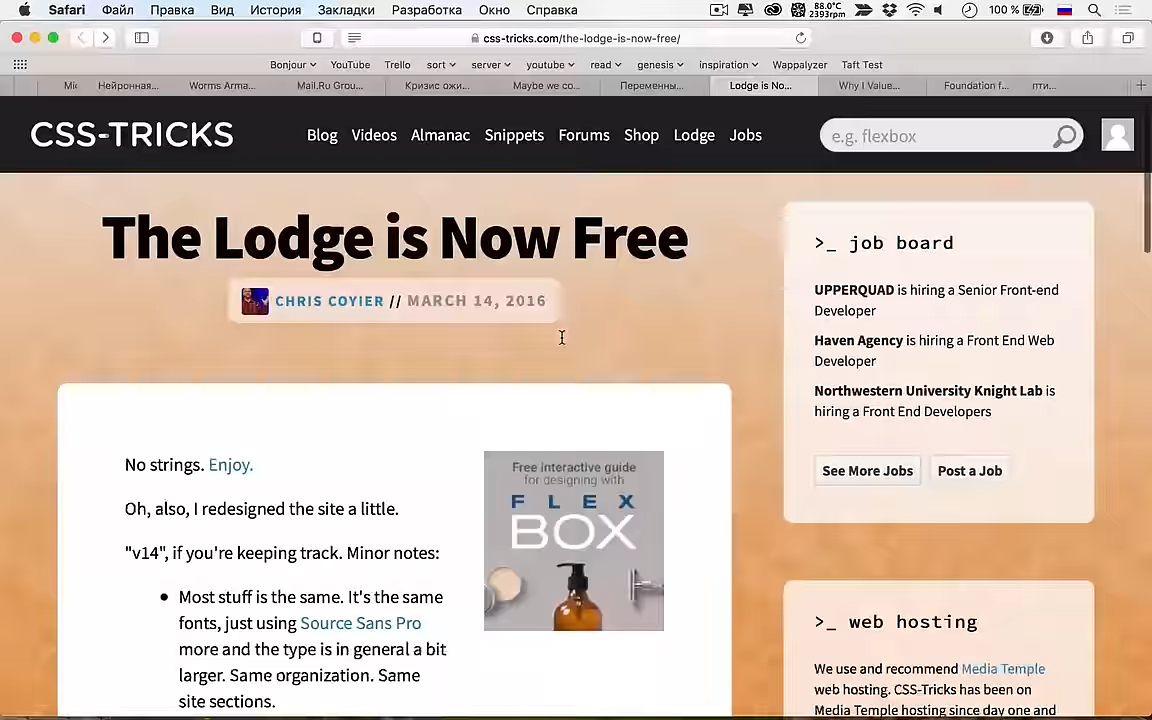 Safari Файл Правка Вид История Закладки Разработка Окно Справка 88.0°C 2393rpm 100 %
css-tricks.com/the-lodge-is-now-free/
Bonjour YouTube Trello sort server youtube read genesis inspiration Wappalyzer Taft Test
Mic Нейронная... Worms Arma... Mail.Ru Grou... Кризис ожи... Maybe we co... Переменны... Lodge is No... Why I Value... Foundation f... пти...
CSS-TRICKS Blog Videos Almanac Snippets Forums Shop Lodge Jobs e.g. flexbox
The Lodge is Now Free
CHRIS COYIER // MARCH 14, 2016
No strings. Enjoy.
Oh, also, I redesigned the site a little.
"v14", if you're keeping track. Minor notes:
• Most stuff is the same. It's the same
fonts, just using Source Sans Pro
more and the type is in general a bit
larger. Same organization. Same
site sections.
Free interactive guide
for designing with
FLEX
BOX
>_ job board
UPPERQUAD is hiring a Senior Front-end
Developer
Haven Agency is hiring a Front End Web
Developer
Northwestern University Knight Lab is
hiring a Front End Developers
See More Jobs Post a Job
>_ web hosting
We use and recommend Media Temple
web hosting. CSS-Tricks has been on
Media Temple hosting since day one and